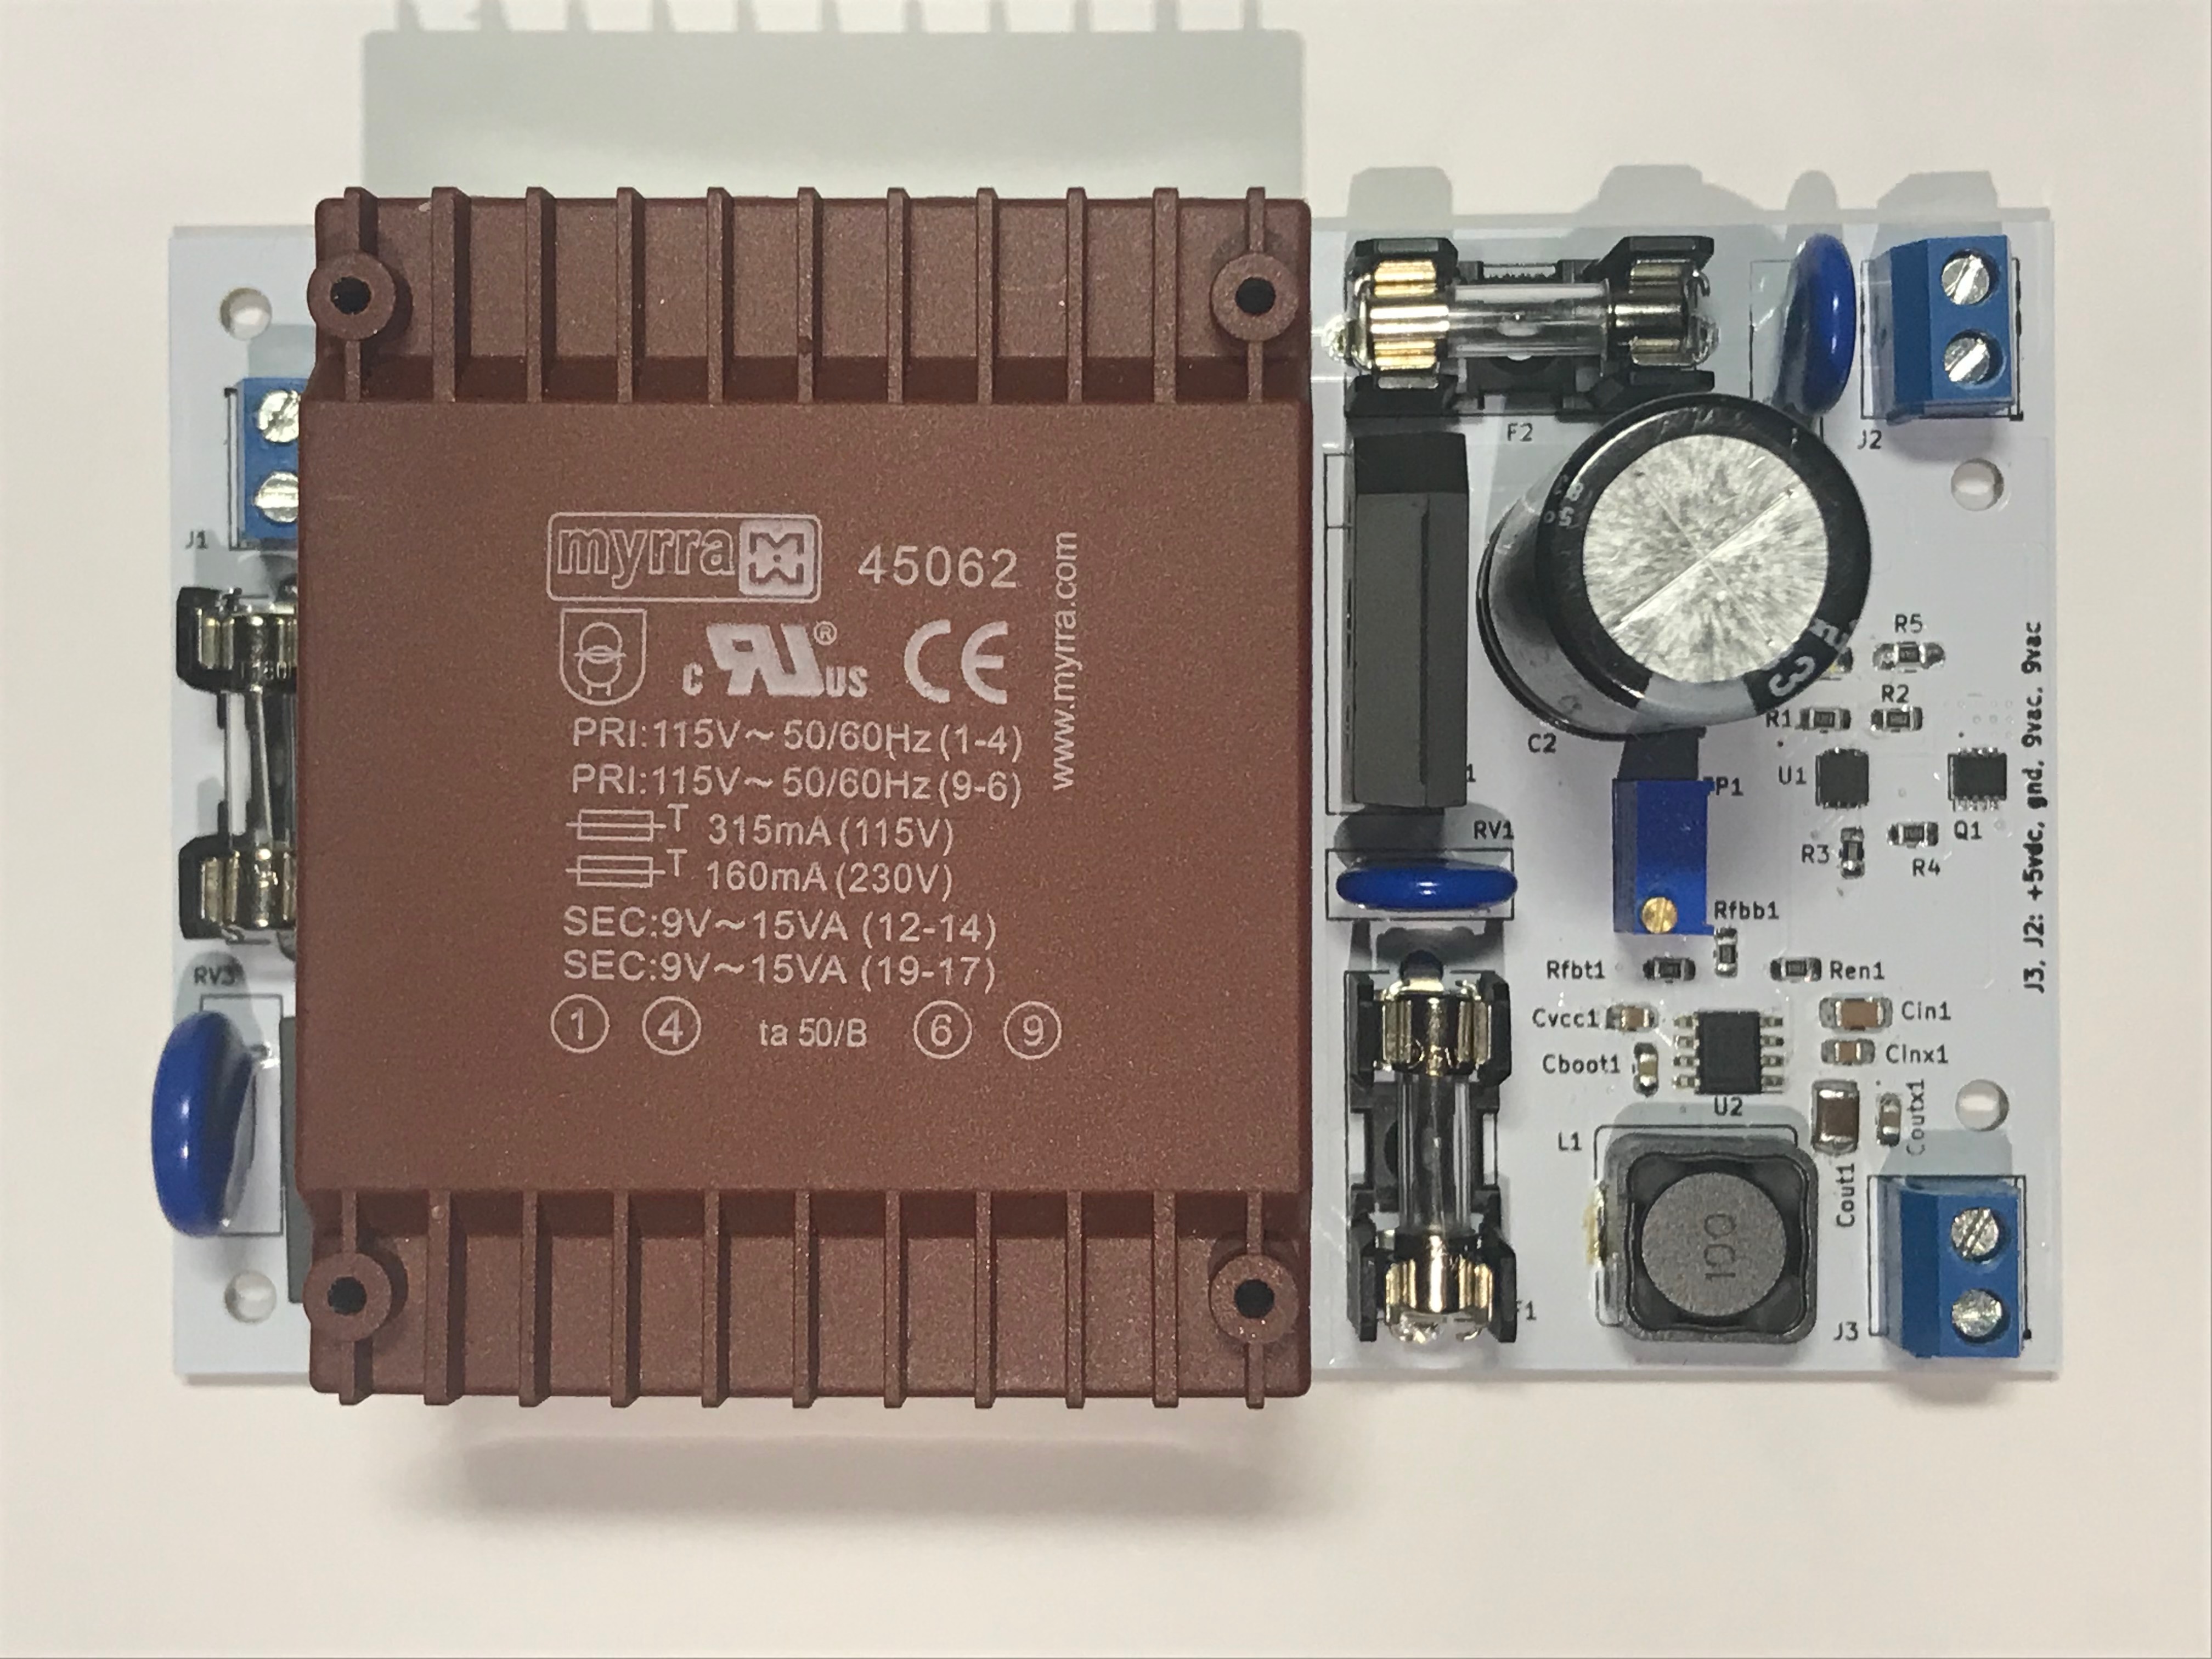 myrra 45062
www.myrra.com
c RU ® US CE
PRI:115V~ 50/60Hz (1-4)
PRI:115V~ 50/60Hz (9-6)
T 315mA (115V)
T 160mA (230V)
SEC:9V~15VA (12-14)
SEC:9V~15VA (19-17)
1 4 ta 50/B 6 9
J1
RV3
F2
J2
C2
R5
R2
R1
U1
P1
Q1
R3
R4
RV1
Rfbb1
Rfbt1
Ren1
Cvcc1
Cin1
Cboot1
Cinx1
U2
L1
100
Cout1
Coutx1
F1
J3
J3, J2: +5vdc, gnd, 9vac, 9vac